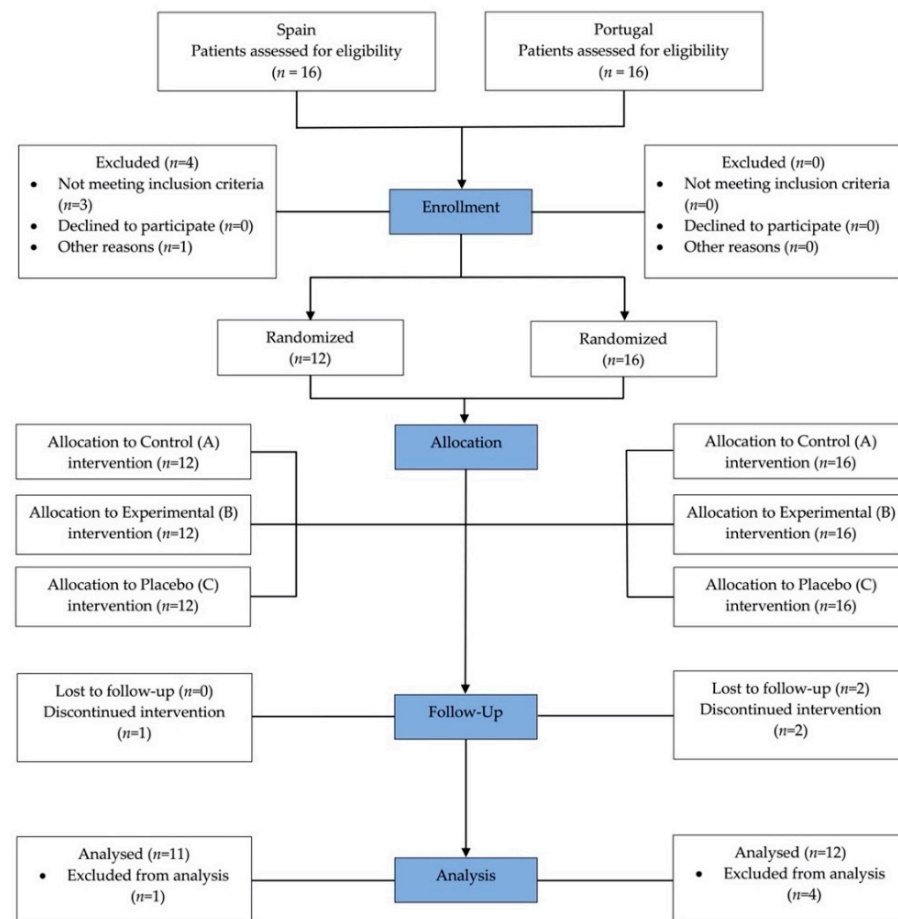 Spain
Patients assessed for eligibility
(n = 16)
Portugal
Patients assessed for eligibility
(n = 16)
Excluded (n=4)
• Not meeting inclusion criteria
(n=3)
• Declined to participate (n=0)
• Other reasons (n=1)
Enrollment
Excluded (n=0)
• Not meeting inclusion criteria
(n=0)
• Declined to participate (n=0)
• Other reasons (n=0)
Randomized
(n=12)
Randomized
(n=16)
Allocation to Control (A)
intervention (n=12)
Allocation
Allocation to Control (A)
intervention (n=16)
Allocation to Experimental (B)
intervention (n=12)
Allocation to Experimental (B)
intervention (n=16)
Allocation to Placebo (C)
intervention (n=12)
Allocation to Placebo (C)
intervention (n=16)
Lost to follow-up (n=0)
Discontinued intervention
(n=1)
Follow-Up
Lost to follow-up (n=2)
Discontinued intervention
(n=2)
Analysed (n=11)
• Excluded from analysis
(n=1)
Analysis
Analysed (n=12)
• Excluded from analysis
(n=4)